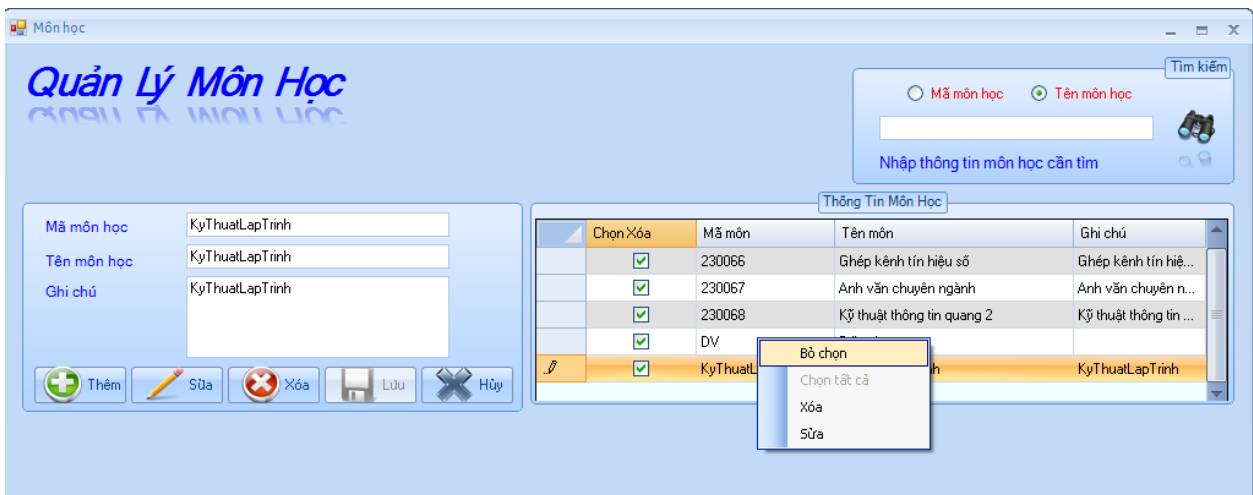 Môn học
Quản Lý Môn Học
Tìm kiếm
Mã môn học Tên môn học
Nhập thông tin môn học cần tìm
Mã môn học KyThuatLapTrinh
Tên môn học KyThuatLapTrinh
Ghi chú KyThuatLapTrinh
Thêm Sửa Xóa Lưu Hủy
Thông Tin Môn Học
Chọn Xóa Mã môn Tên môn Ghi chú
230066 Ghép kênh tín hiệu số Ghép kênh tín hiệ...
230067 Anh văn chuyên ngành Anh văn chuyên n...
230068 Kỹ thuật thông tin quang 2 Kỹ thuật thông tin ...
DV
KyThuatL h KyThuatLapTrinh
Bỏ chọn
Chọn tất cả
Xóa
Sửa